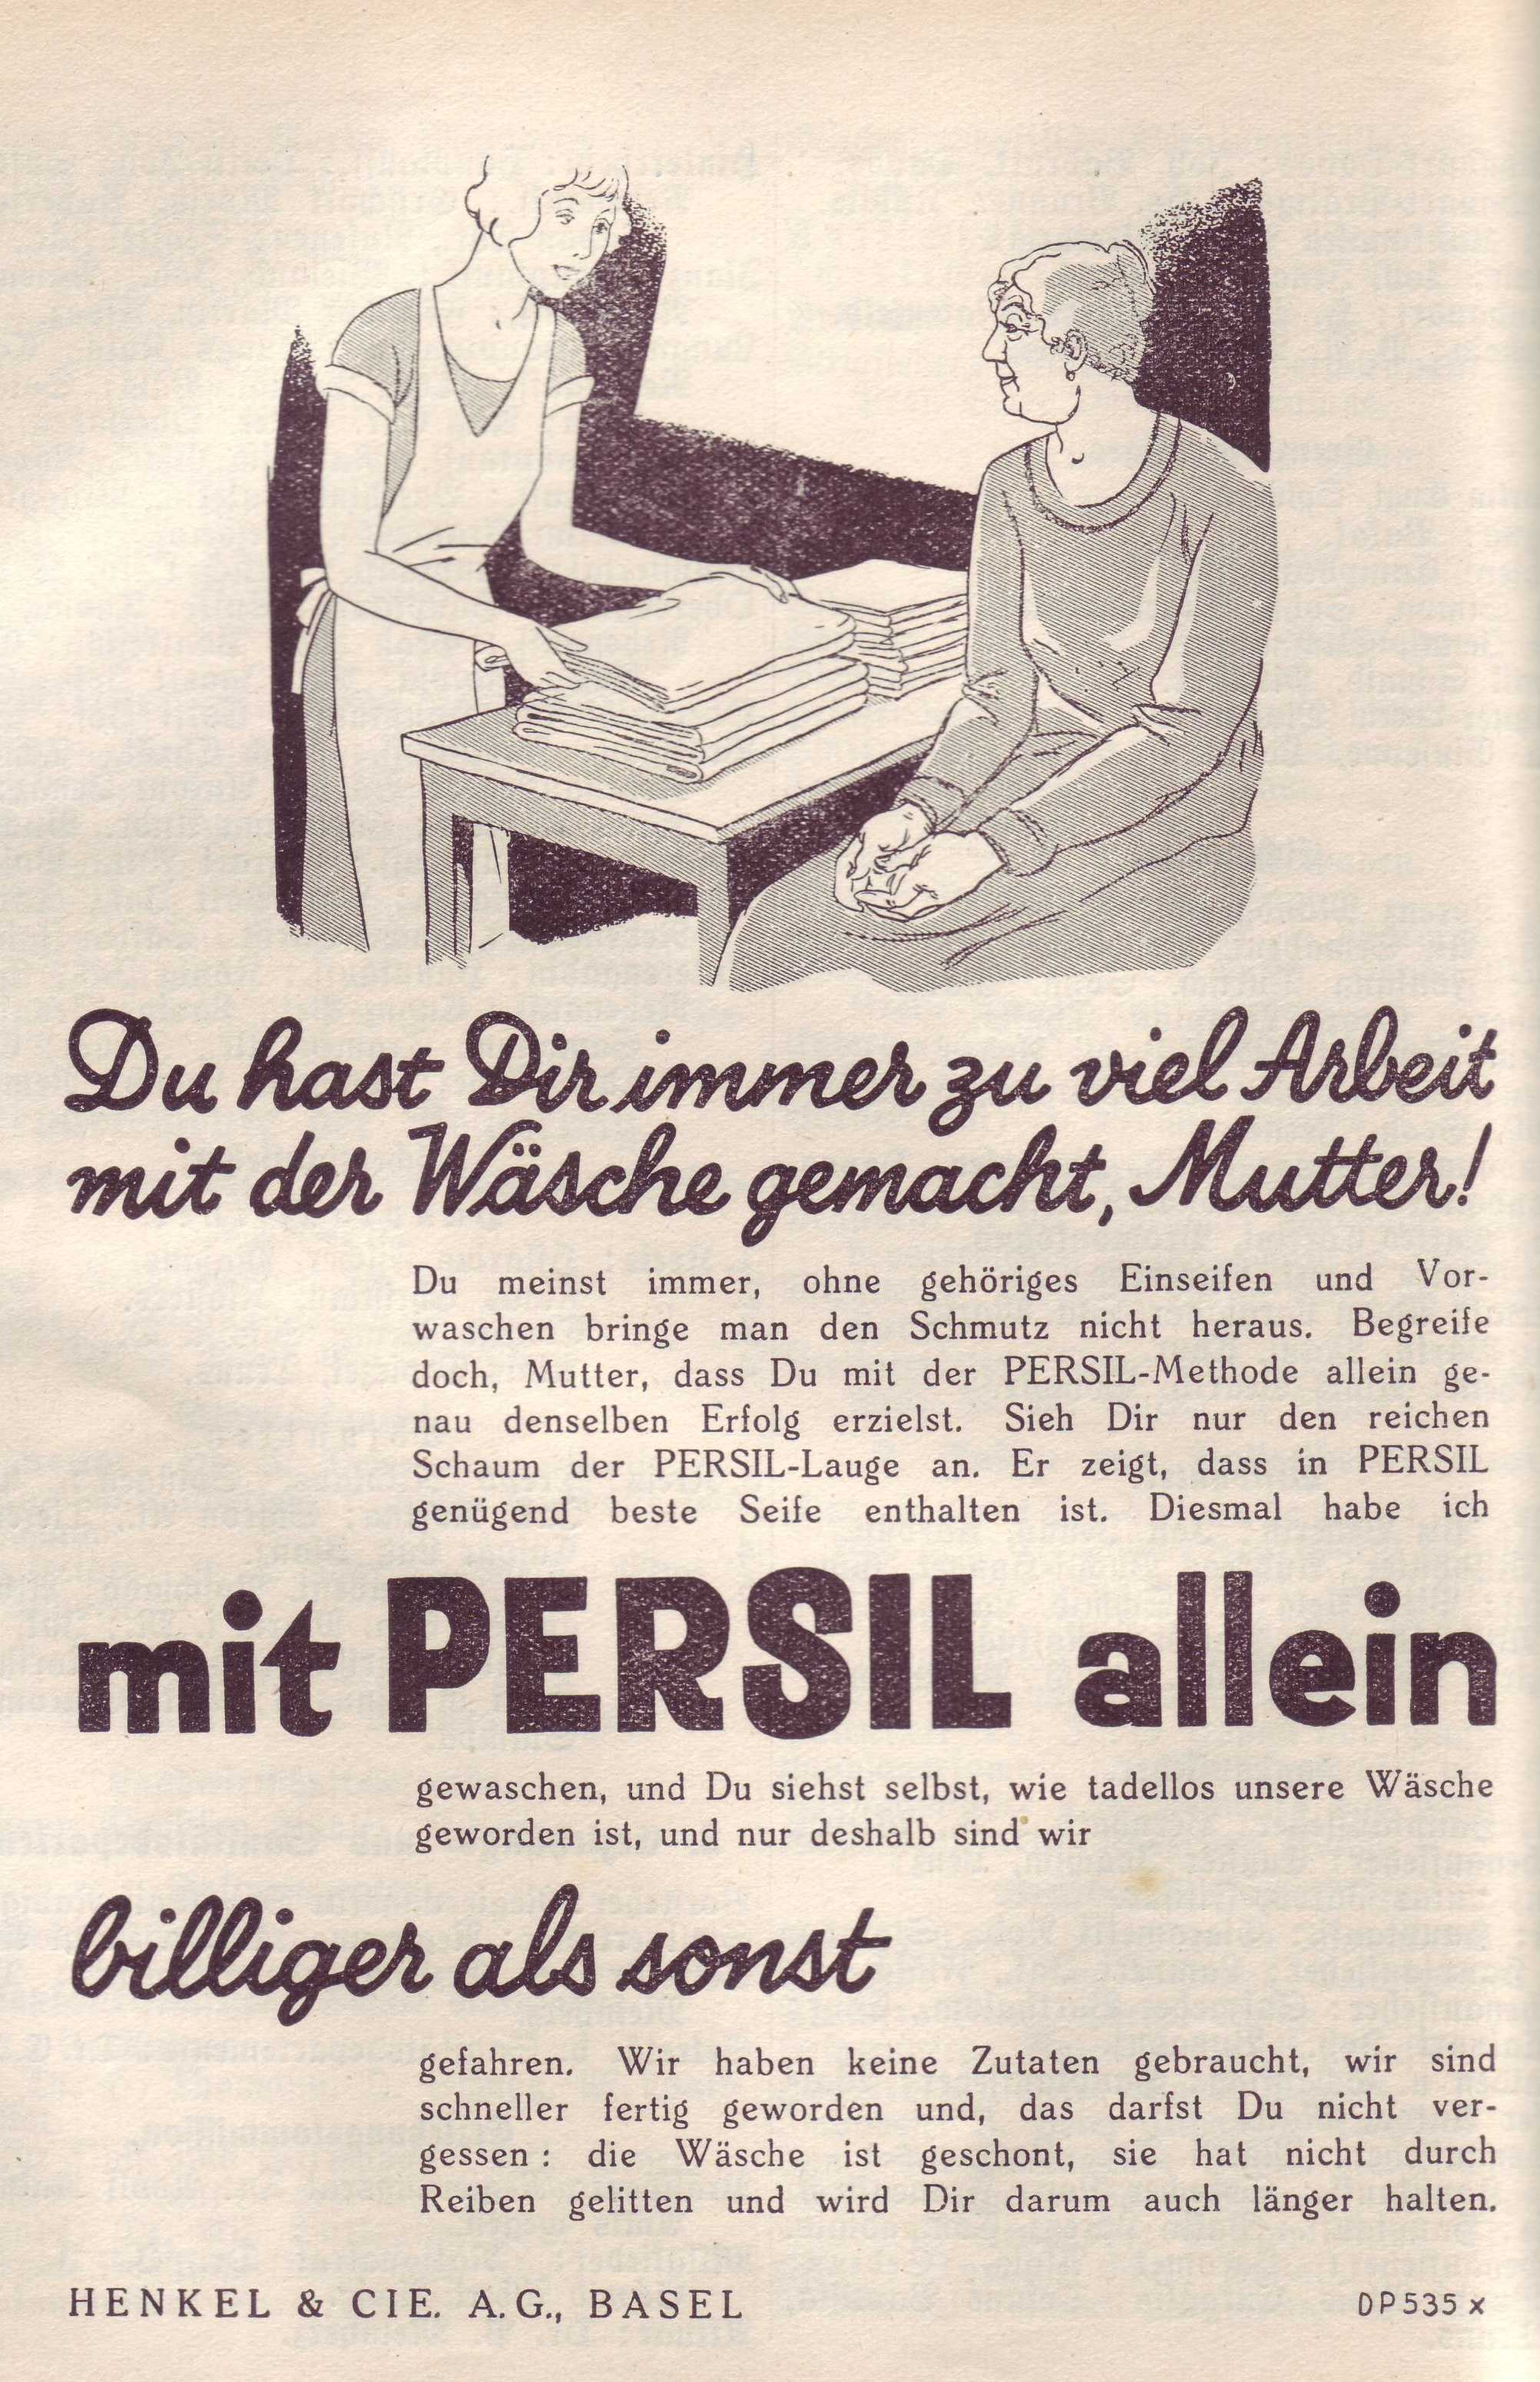 Du hast Dir immer zu viel Arbeit
mit der Wäsche gemacht, Mutter!
Du meinst immer, ohne gehöriges Einseifen und Vor-
waschen bringe man den Schmutz nicht heraus. Begreife
doch, Mutter, dass Du mit der PERSIL-Methode allein ge-
nau denselben Erfolg erzielst. Sieh Dir nur den reichen
Schaum der PERSIL-Lauge an. Er zeigt, dass in PERSIL
genügend beste Seife enthalten ist. Diesmal habe ich
mit PERSIL allein
gewaschen, und Du siehst selbst, wie tadellos unsere Wäsche
geworden ist, und nur deshalb sind wir
billiger als sonst
gefahren. Wir haben keine Zutaten gebraucht, wir sind
schneller fertig geworden und, das darfst Du nicht ver-
gessen: die Wäsche ist geschont, sie hat nicht durch
Reiben gelitten und wird Dir darum auch länger halten.
HENKEL & CIE. A.G., BASEL
DP535 x